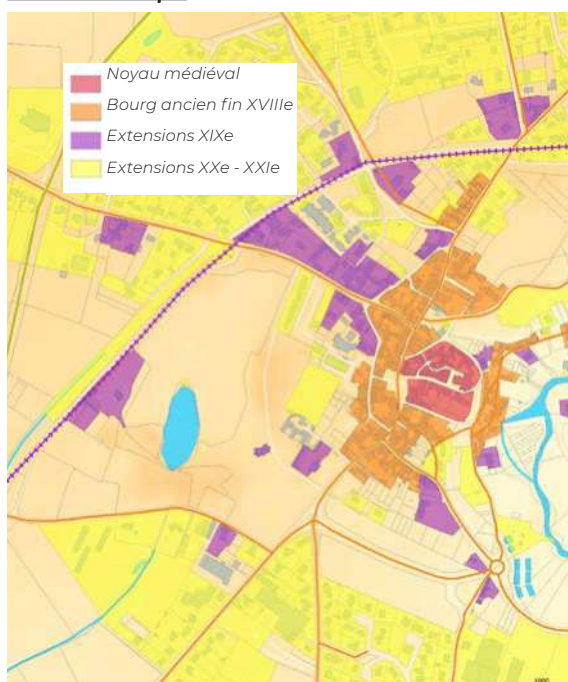 Noyau médiéval
Bourg ancien fin XVIIIe
Extensions XIXe
Extensions XXe - XXIe